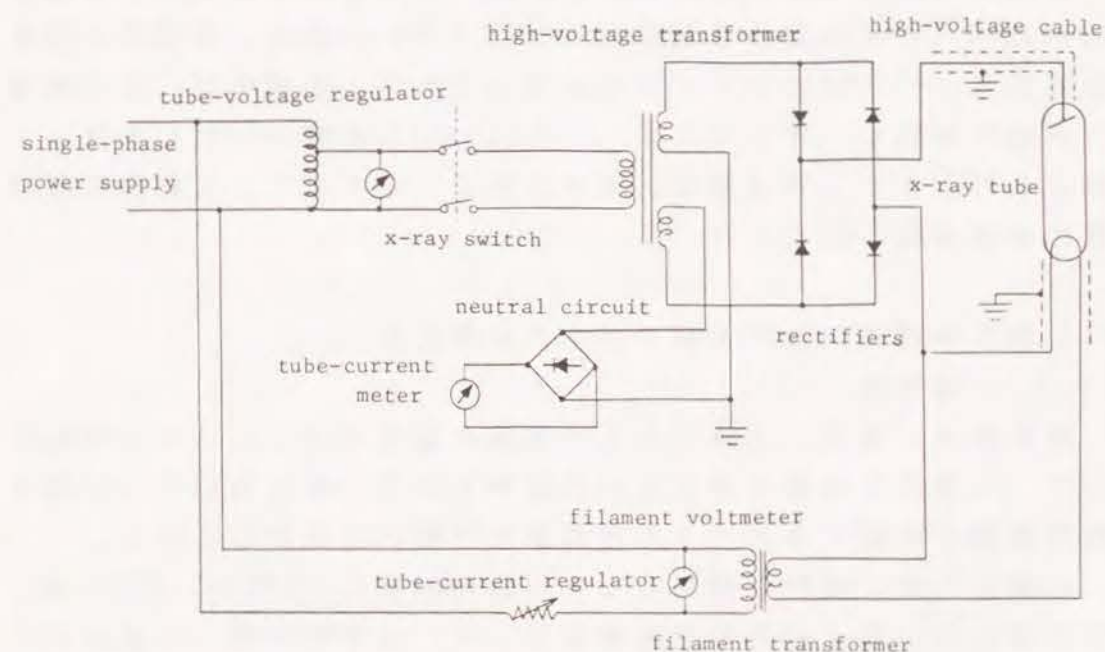 high-voltage cable
high-voltage transformer
tube-voltage regulator
single-phase
power supply
x-ray tube
x-ray switch
neutral circuit
rectifiers
tube-current
meter
filament voltmeter
tube-current regulator
filament transformer